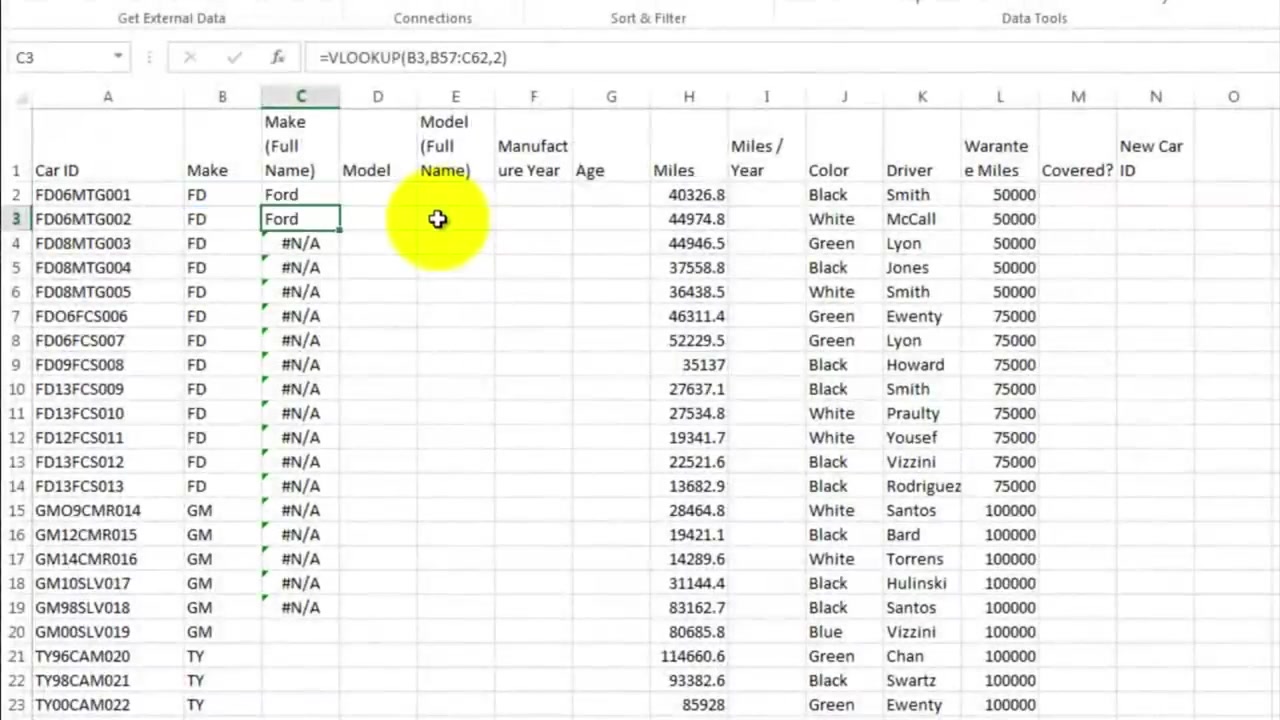 Get External Data Connections Sort & Filter Data Tools
C3 fx =VLOOKUP(B3,B57:C62,2)
A B C D E F G H I J K L M N O
1 Car ID Make Make (Full Name) Model Model (Full Name) Manufact ure Year Age Miles Miles / Year Color Driver Warante e Miles Covered? New Car ID
2 FD06MTG001 FD Ford 40326.8 Black Smith 50000
3 FD06MTG002 FD Ford 44974.8 White McCall 50000
4 FD08MTG003 FD #N/A 44946.5 Green Lyon 50000
5 FD08MTG004 FD #N/A 37558.8 Black Jones 50000
6 FD08MTG005 FD #N/A 36438.5 White Smith 50000
7 FDO6FCS006 FD #N/A 46311.4 Green Ewenty 75000
8 FD06FCS007 FD #N/A 52229.5 Green Lyon 75000
9 FD09FCS008 FD #N/A 35137 Black Howard 75000
10 FD13FCS009 FD #N/A 27637.1 Black Smith 75000
11 FD13FCS010 FD #N/A 27534.8 White Praulty 75000
12 FD12FCS011 FD #N/A 19341.7 White Yousef 75000
13 FD13FCS012 FD #N/A 22521.6 Black Vizzini 75000
14 FD13FCS013 FD #N/A 13682.9 Black Rodriguez 75000
15 GMO9CMR014 GM #N/A 28464.8 White Santos 100000
16 GM12CMR015 GM #N/A 19421.1 Black Bard 100000
17 GM14CMR016 GM #N/A 14289.6 White Torrens 100000
18 GM10SLV017 GM #N/A 31144.4 Black Hulinski 100000
19 GM98SLV018 GM #N/A 83162.7 Black Santos 100000
20 GM00SLV019 GM 80685.8 Blue Vizzini 100000
21 TY96CAM020 TY 114660.6 Green Chan 100000
22 TY98CAM021 TY 93382.6 Black Swartz 100000
23 TY00CAM022 TY 85928 Green Ewenty 100000